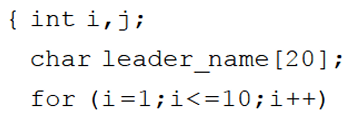 { int i,j;
char leader_name[20];
for (i=1;i<=10;i++)